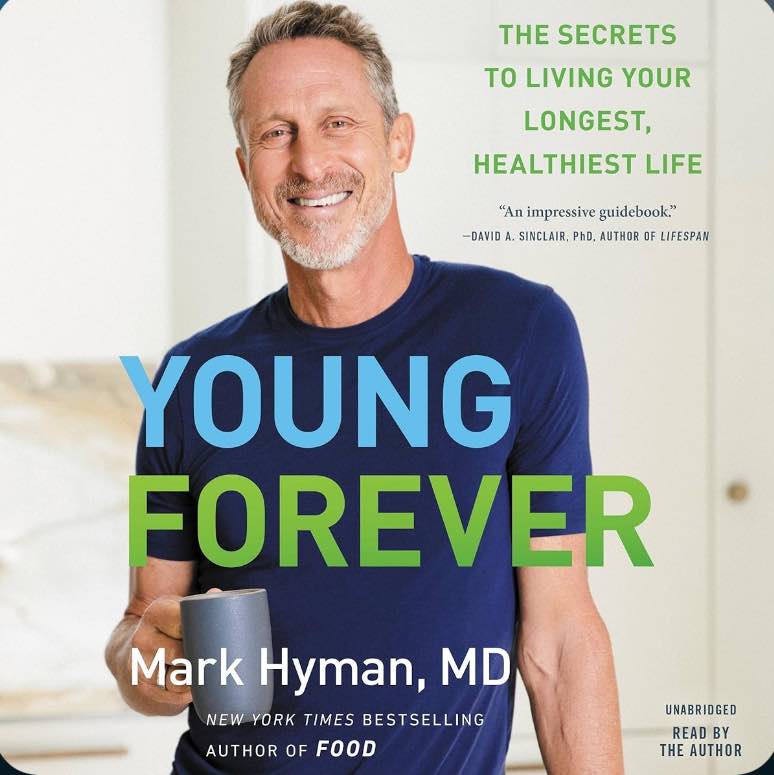 THE SECRETS
TO LIVING YOUR
LONGEST,
HEALTHIEST LIFE
“An impressive guidebook.”
—DAVID A. SINCLAIR, PhD, AUTHOR OF LIFESPAN
YOUNG
FOREVER
Mark Hyman, MD
NEW YORK TIMES BESTSELLING
AUTHOR OF FOOD
UNABRIDGED
READ BY
THE AUTHOR